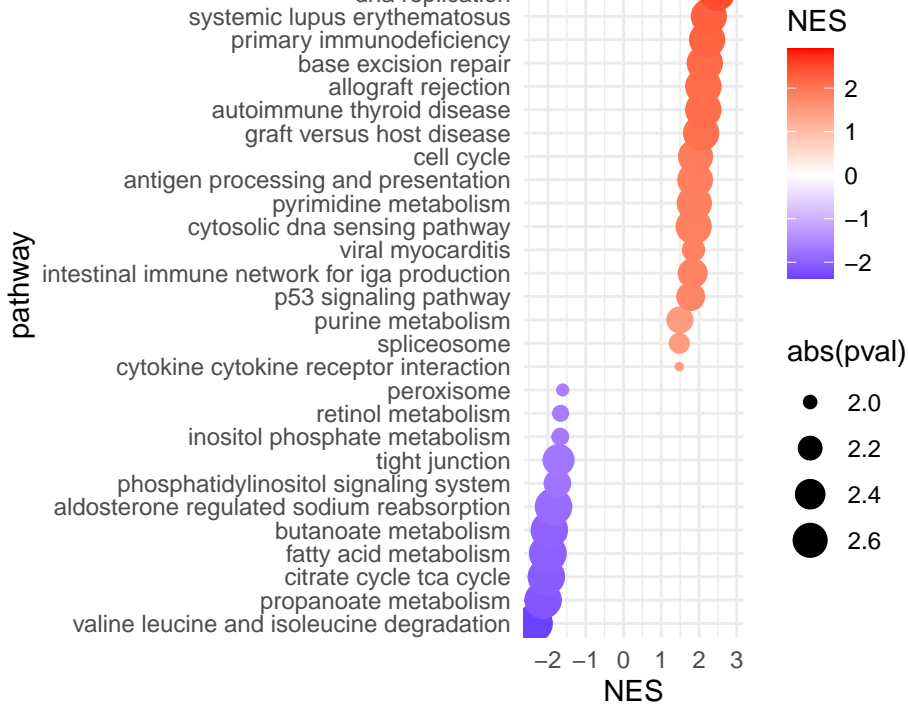 replication
systemic lupus erythematosus
primary immunodeficiency
base excision repair
allograft rejection
autoimmune thyroid disease
graft versus host disease
cell cycle
antigen processing and presentation
pyrimidine metabolism
cytosolic dna sensing pathway
viral myocarditis
intestinal immune network for iga production
p53 signaling pathway
purine metabolism
spliceosome
cytokine cytokine receptor interaction
peroxisome
retinol metabolism
inositol phosphate metabolism
tight junction
phosphatidylinositol signaling system
aldosterone regulated sodium reabsorption
butanoate metabolism
fatty acid metabolism
citrate cycle tca cycle
propanoate metabolism
valine leucine and isoleucine degradation
pathway
−2 −1 0 1 2 3
NES
NES
2
1
0
−1
−2
abs(pval)
2.0
2.2
2.4
2.6